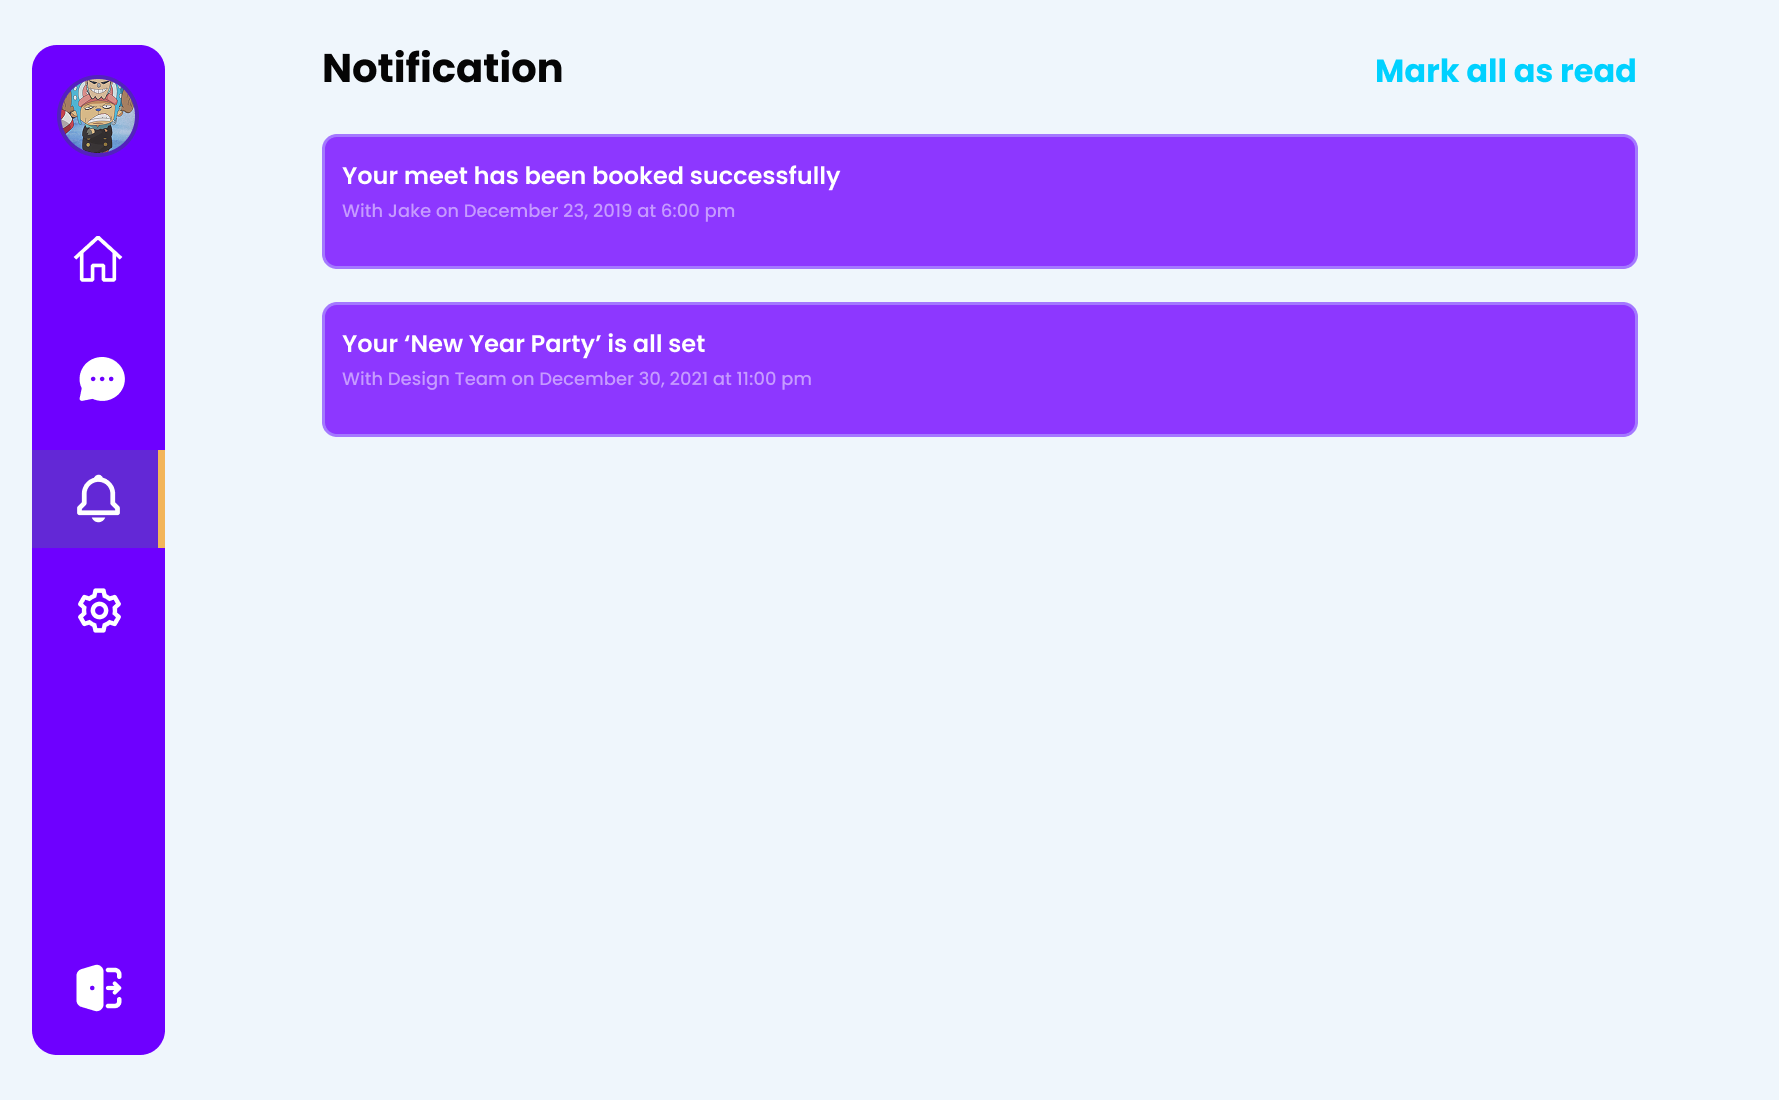 Notification
Mark all as read
Your meet has been booked successfully
With Jake on December 23, 2019 at 6:00 pm
Your ‘New Year Party’ is all set
With Design Team on December 30, 2021 at 11:00 pm